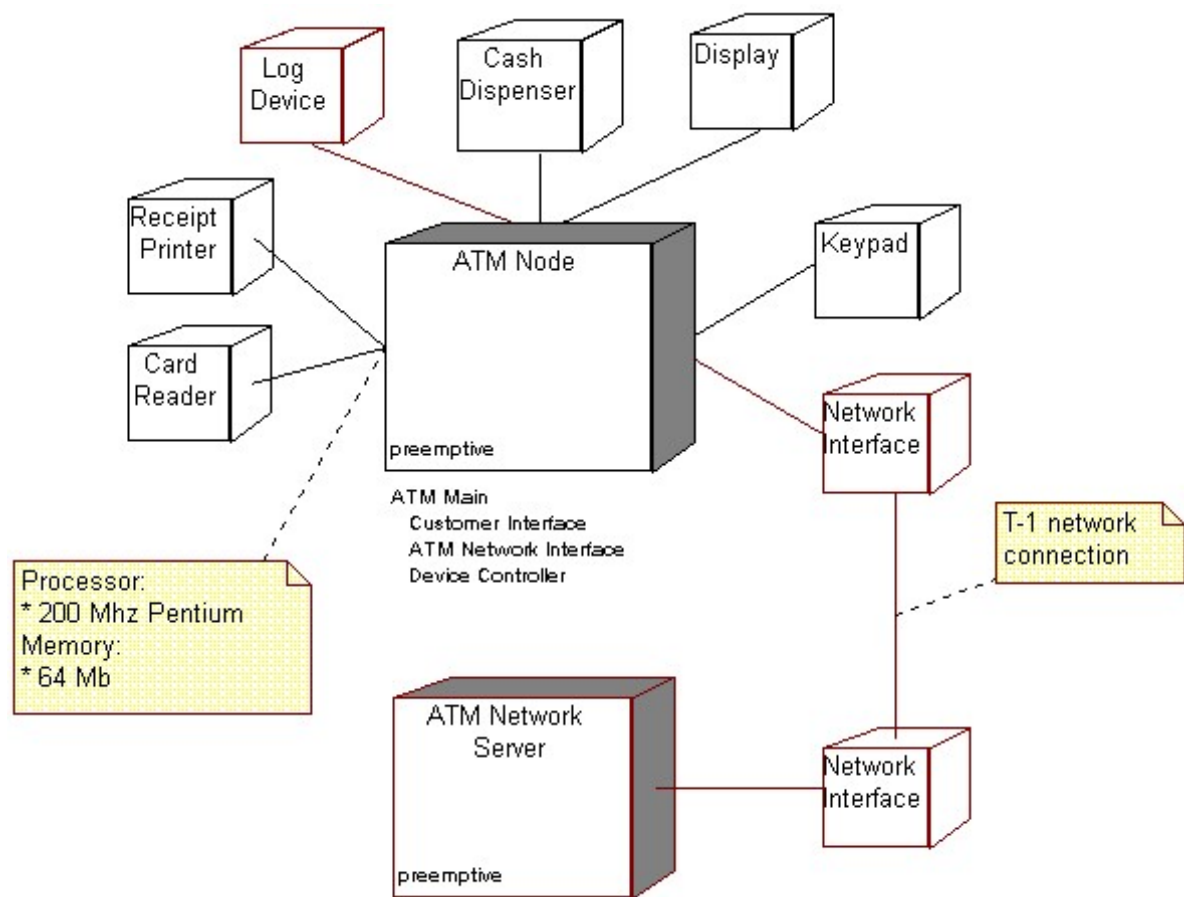 Log
Device
Cash
Dispenser
Display
Receipt
Printer
ATM Node
Keypad
Card
Reader
Network
Interface
preemptive
ATM Main
Customer Interface
ATM Network Interface
Device Controller
T-1 network
connection
Processor:
* 200 Mhz Pentium
Memory:
* 64 Mb
ATM Network
Server
Network
Interface
preemptive